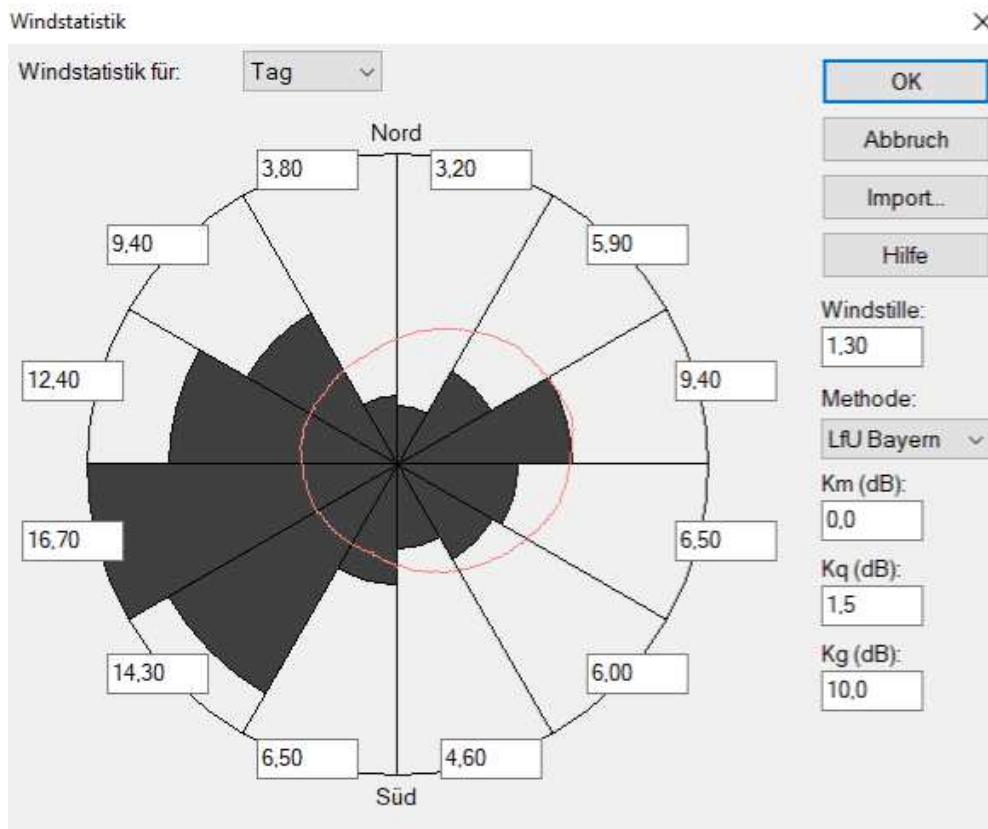 Windstatistik
Windstatistik für: Tag
OK
Abbruch
Import...
Hilfe
Nord
3,80
3,20
9,40
5,90
12,40
9,40
16,70
6,50
14,30
6,00
6,50
4,60
Süd
Windstille:
1,30
Methode:
LfU Bayern
Km (dB):
0,0
Kq (dB):
1,5
Kg (dB):
10,0